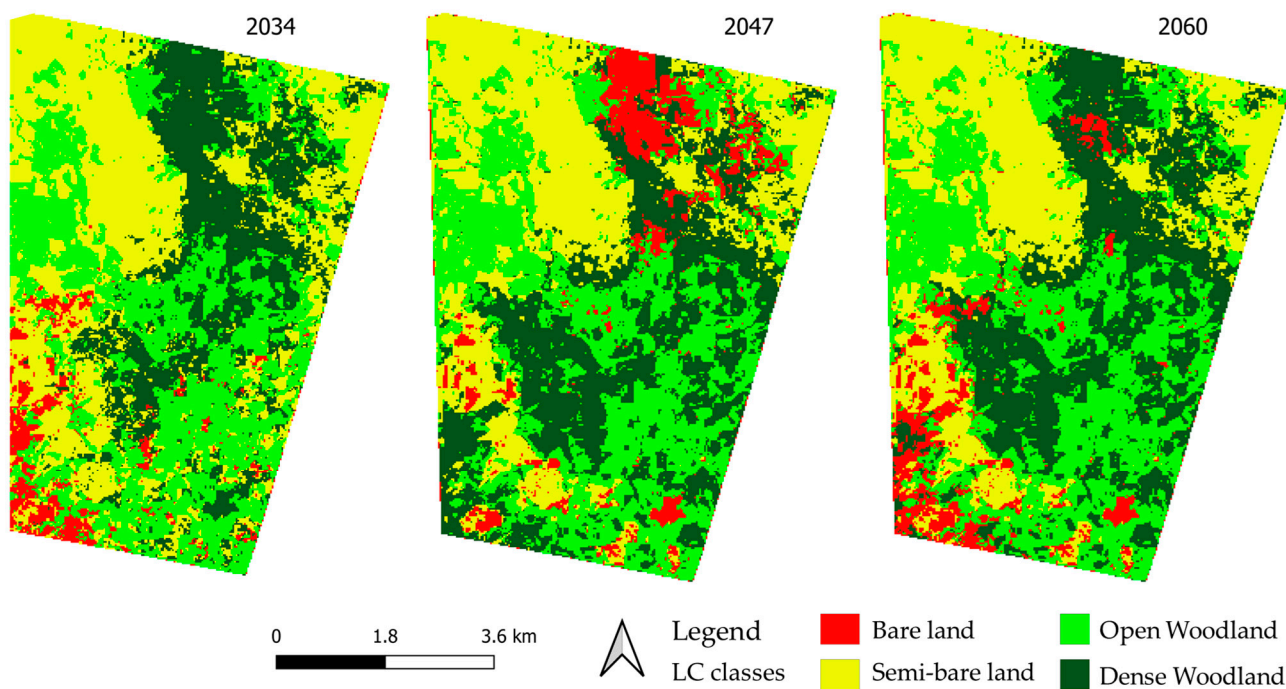 2034 2047 2060
0 1.8 3.6 km
Legend
LC classes
Bare land
Semi-bare land
Open Woodland
Dense Woodland